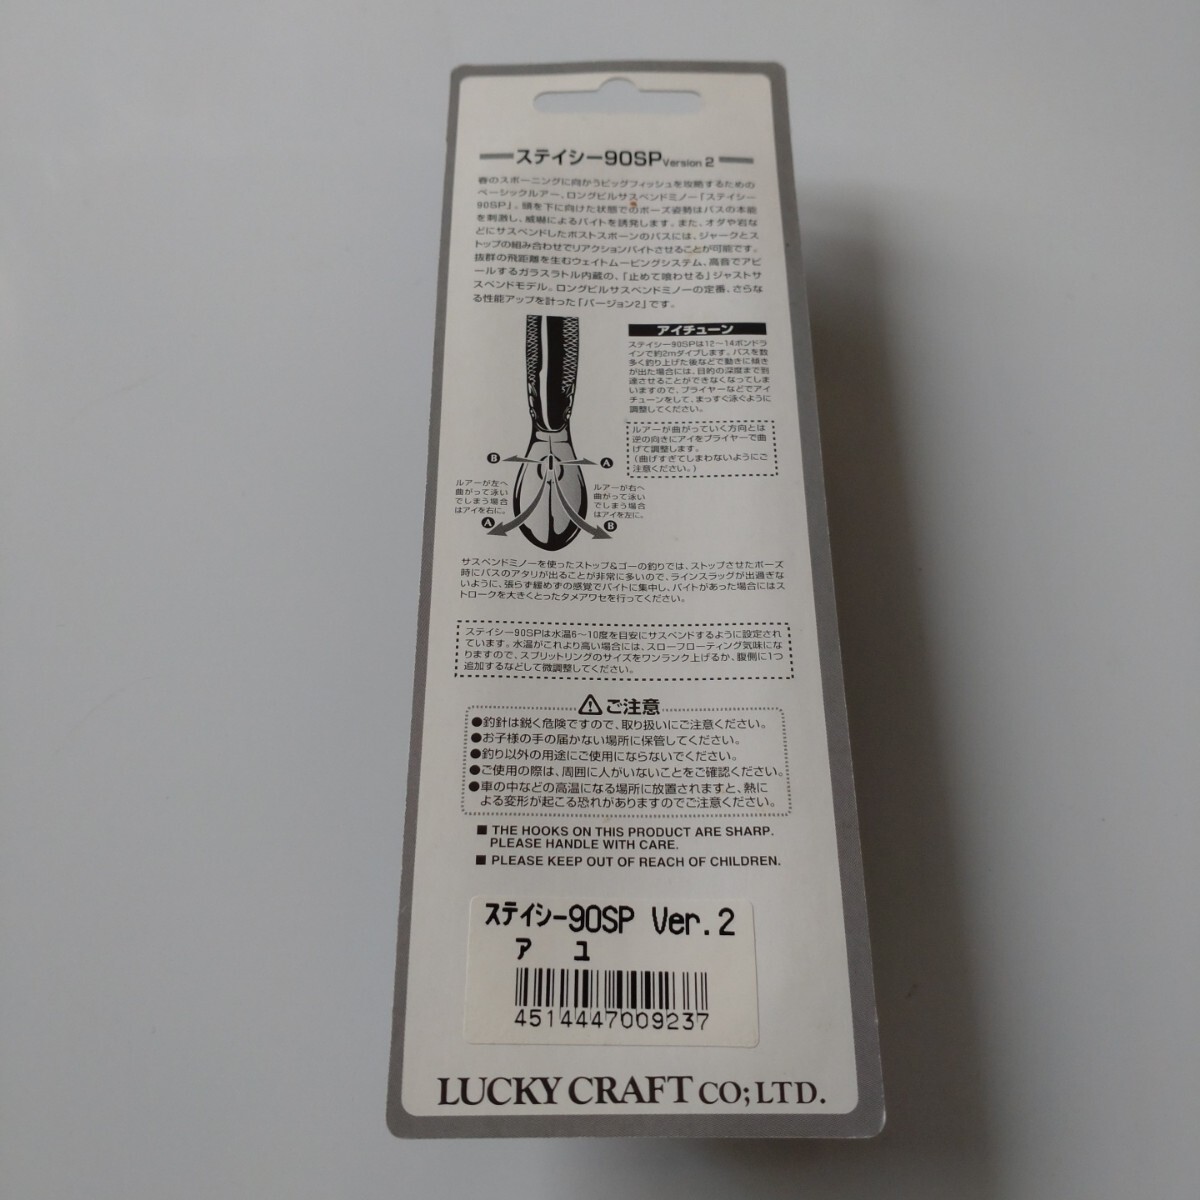 ステイシー90SP Version 2
春のスポーニングに向かうビッグフィッシュを攻略するための
ベーシックルアー、ロングビルサスペンドミノー「ステイシー
90SP」。頭を下に向けた状態でのポーズ姿勢はバスの本能
を刺激し、威嚇によるバイトを誘発します。また、オダや岩な
どにサスペンドしたポストスポーンのバスには、ジャークとス
トップの組み合わせでリアクションバイトさせることが可能です。
抜群の飛距離を生むウェイトムービングシステム、高音でアピ
ールするガラスラトル内蔵の、「止めて喰わせる」ジャストサ
スペンドモデル。ロングビルサスペンドミノーの定番、さらな
る性能アップを計った「バージョン2」です。
アイチューン
ステイシー90SPは12〜14ポンドラ
インで約2mダイブします。バスを数
多く釣り上げた後などで動きに傾き
が出た場合には、目的の深度まで到
達させることができなくなってしま
いますので、プライヤーなどでアイ
チューンをして、まっすぐ泳ぐように
調整してください。
ルアーが曲がっていく方向とは
逆の向きにアイをプライヤーで曲
げて調整します。
(曲げすぎてしまわないようにご
注意ください。)
B
A
ルアーが左へ
曲がって泳い
でしまう場合
はアイを右に。
A
ルアーが右へ
曲がって泳い
でしまう場合
はアイを左に。
B
サスペンドミノーを使ったストップ&ゴーの釣りでは、ストップさせたポーズ
時にバスのアタリが出ることが非常に多いので、ラインスラッグが出過ぎな
いように、張らず緩めずの感覚でバイトに集中し、バイトがあった場合にはス
トロークを大きくとったタメアワセを行ってください。
ステイシー90SPは水温6〜10度を目安にサスペンドするように設定され
ています。水温がこれより高い場合には、スローフローティング気味にな
りますので、スプリットリングのサイズをワンランク上げるか、腹側に1つ
追加するなどして微調整してください。
ご注意
●釣針は鋭く危険ですので、取り扱いにご注意ください。
●お子様の手の届かない場所に保管してください。
●釣り以外の用途にご使用にならないでください。
●ご使用の際は、周囲に人がいないことをご確認ください。
●車の中などの高温になる場所に放置されますと、熱に
よる変形が起こる恐れがありますのでご注意ください。
■ THE HOOKS ON THIS PRODUCT ARE SHARP.
PLEASE HANDLE WITH CARE.
■ PLEASE KEEP OUT OF REACH OF CHILDREN.
ステイシー90SP Ver.2
ア ユ
4514447009237
LUCKY CRAFT CO;LTD.